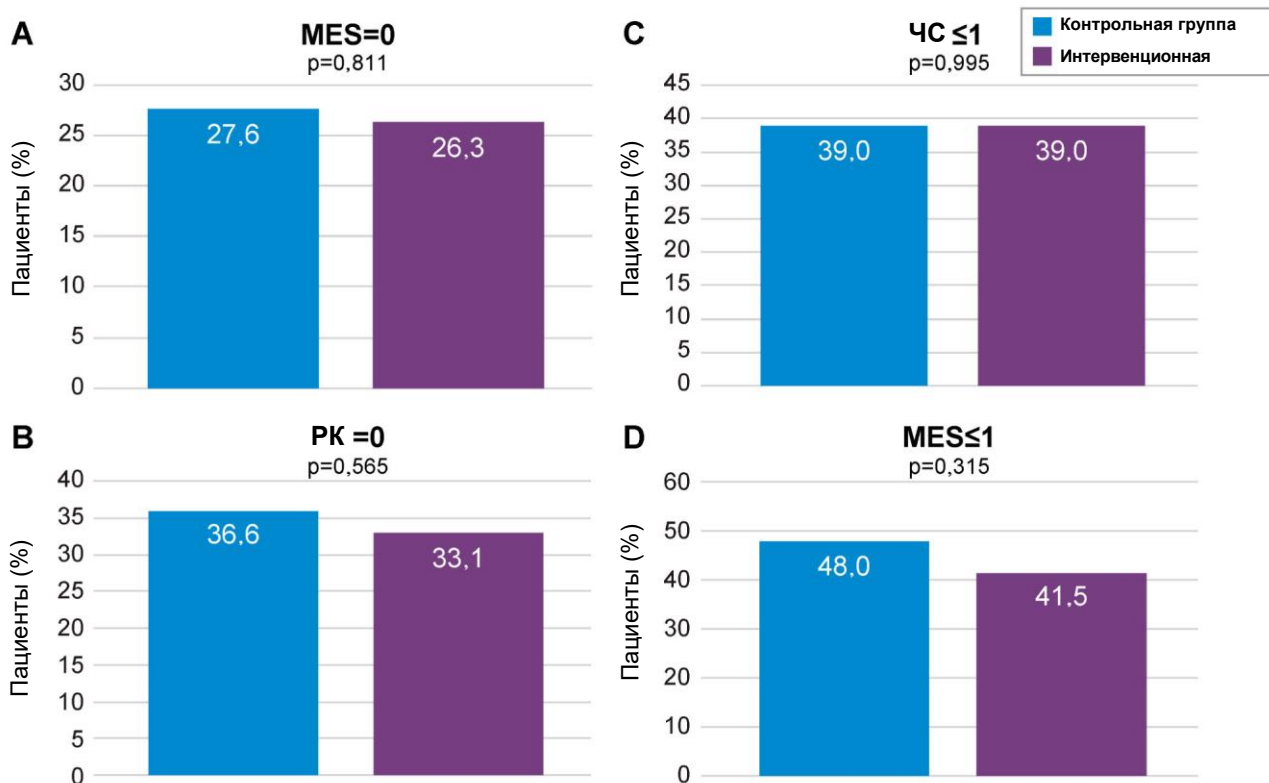 A
MES=0
p=0,811
Пациенты (%)
30
25
20
15
10
5
0
27,6
26,3
C
ЧС ≤1
p=0,995
Контрольная группа
Интервенционная
Пациенты (%)
45
40
35
30
25
20
15
10
5
0
39,0
39,0
B
РК =0
p=0,565
Пациенты (%)
40
35
30
25
20
15
10
5
0
36,6
33,1
D
MES≤1
p=0,315
Пациенты (%)
60
50
40
30
20
10
0
48,0
41,5